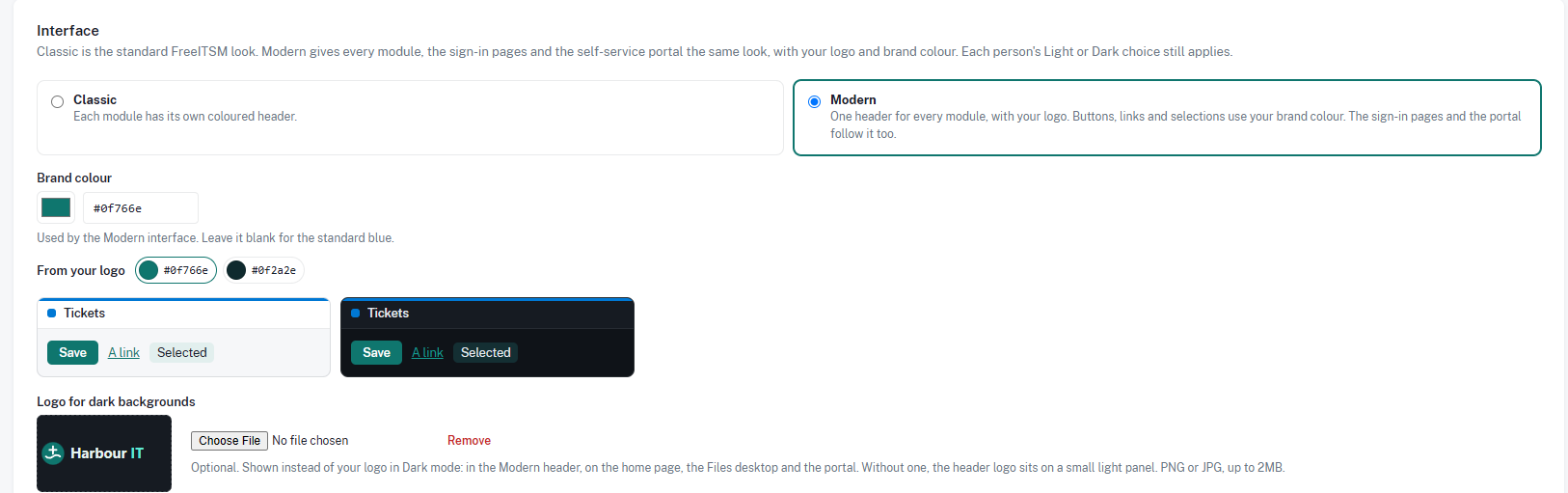 Interface
Classic is the standard FreeITSM look. Modern gives every module, the sign-in pages and the self-service portal the same look, with your logo and brand colour. Each person's Light or Dark choice still applies.
Classic
Each module has its own coloured header.
Modern
One header for every module, with your logo. Buttons, links and selections use your brand colour. The sign-in pages and the portal
follow it too.
Brand colour
#0f766e
Used by the Modern interface. Leave it blank for the standard blue.
From your logo #0f766e #0f2a2e
Tickets
Save A link Selected
Tickets
Save A link Selected
Logo for dark backgrounds
Harbour IT
Choose File No file chosen Remove
Optional. Shown instead of your logo in Dark mode: in the Modern header, on the home page, the Files desktop and the portal. Without one, the header logo sits on a small light panel. PNG or JPG, up to 2MB.